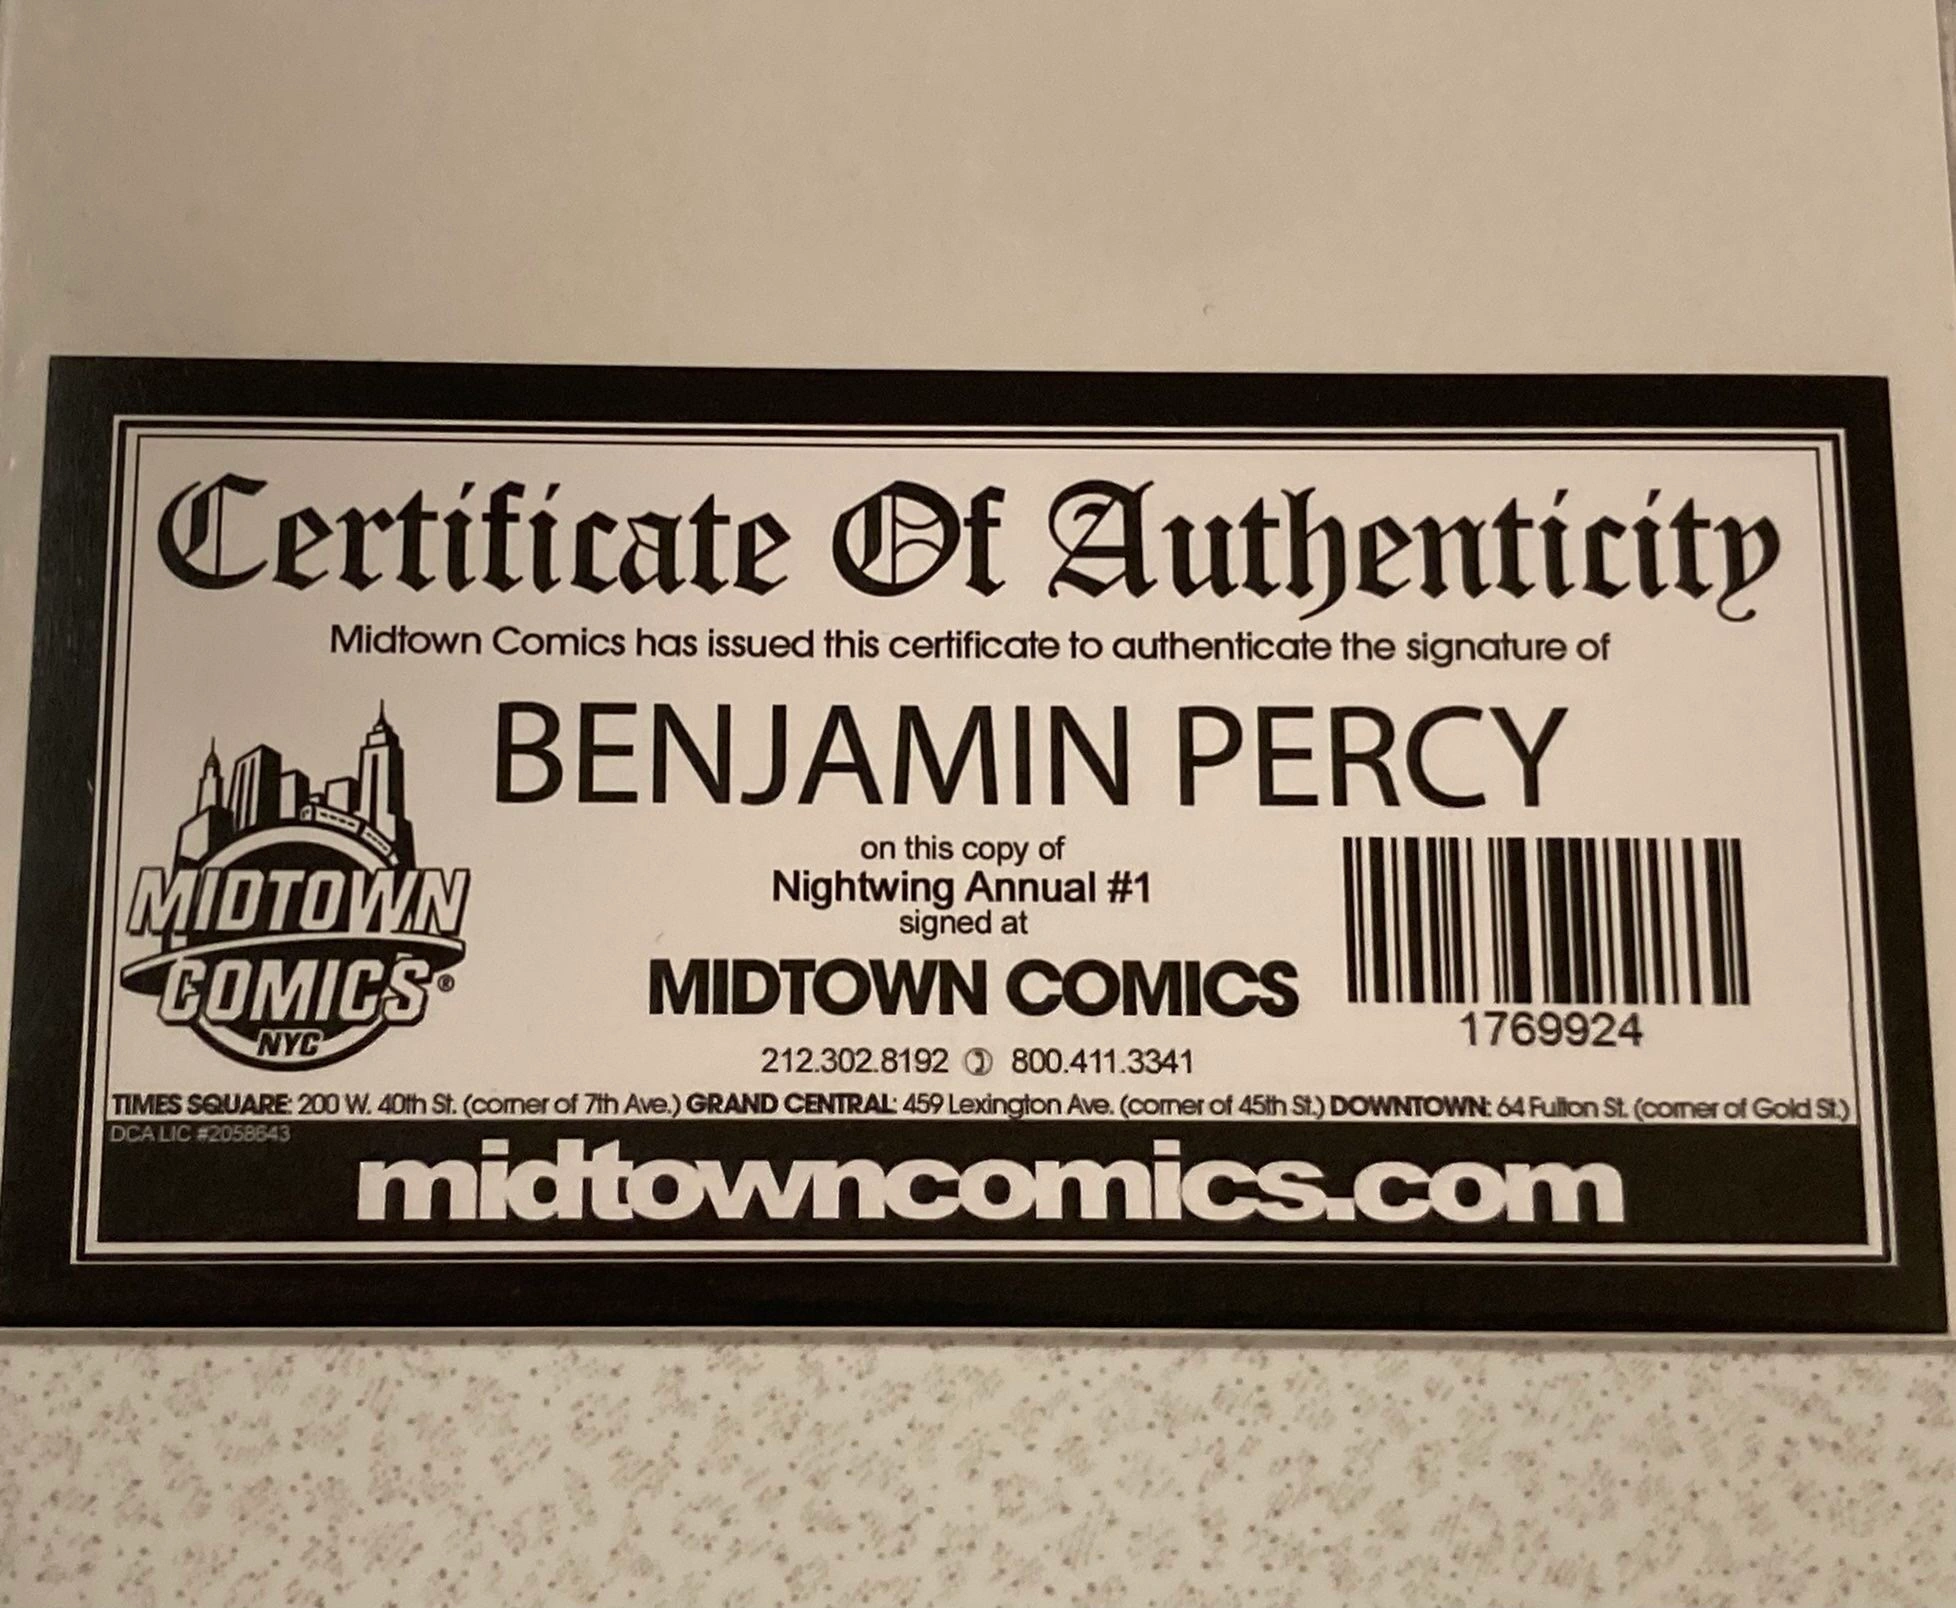 Certificate Of Authenticity
Midtown Comics has issued this certificate to authenticate the signature of
BENJAMIN PERCY
on this copy of
Nightwing Annual #1
signed at
MIDTOWN COMICS
212.302.8192 800.411.3341
MIDTOWN
COMICS®
NYC
1769924
TIMES SQUARE: 200 W. 40th St. (corner of 7th Ave.) GRAND CENTRAL: 459 Lexington Ave. (corner of 45th St.) DOWNTOWN: 64 Fulton St. (corner of Gold St.)
DCA LIC #2058643
midtowncomics.com